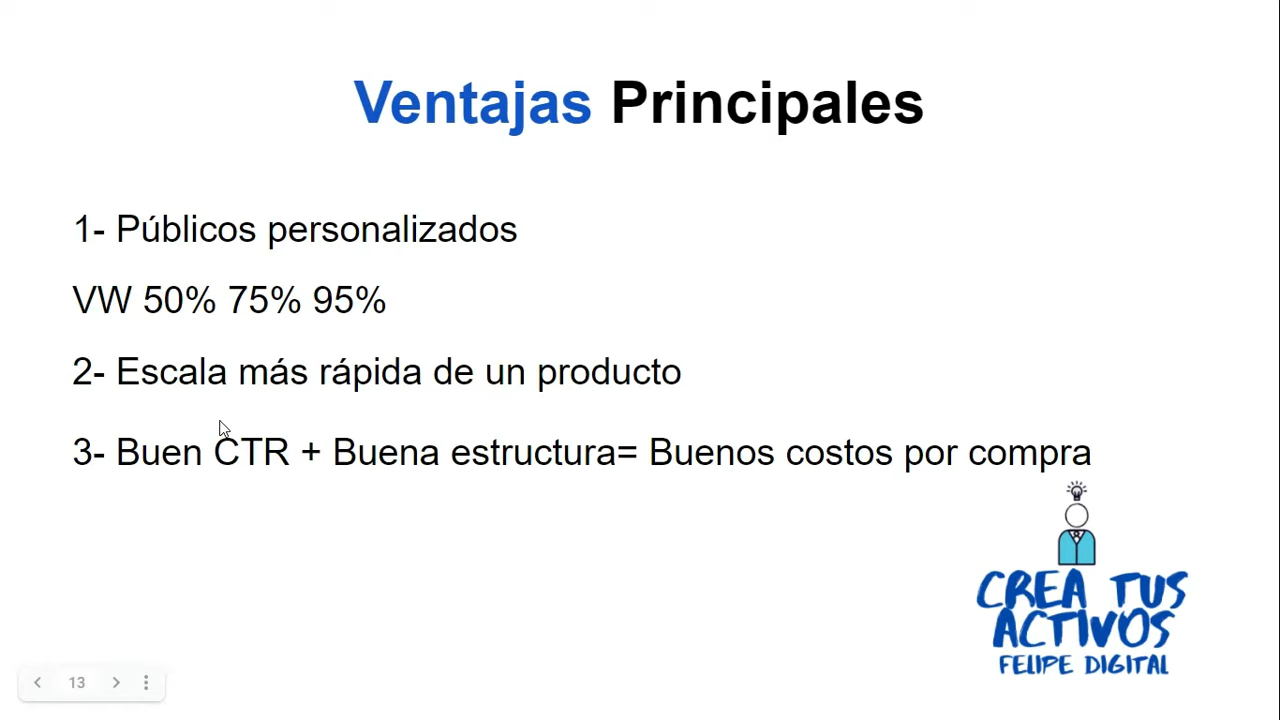 Ventajas Principales
1- Públicos personalizados
VW 50% 75% 95%
2- Escala más rápida de un producto
3- Buen CTR + Buena estructura= Buenos costos por compra
CREA TUS
ACTIVOS
FELIPE DIGITAL
13